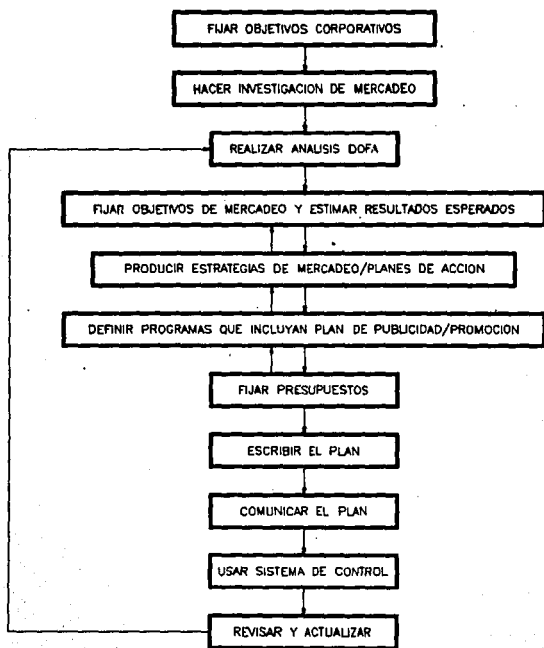 FIJAR OBJETIVOS CORPORATIVOS
HACER INVESTIGACION DE MERCADEO
REALIZAR ANALISIS DOFA
FIJAR OBJETIVOS DE MERCADEO Y ESTIMAR RESULTADOS ESPERADOS
PRODUCIR ESTRATEGIAS DE MERCADEO/PLANES DE ACCION
DEFINIR PROGRAMAS QUE INCLUYAN PLAN DE PUBLICIDAD/PROMOCION
FIJAR PRESUPUESTOS
ESCRIBIR EL PLAN
COMUNICAR EL PLAN
USAR SISTEMA DE CONTROL
REVISAR Y ACTUALIZAR